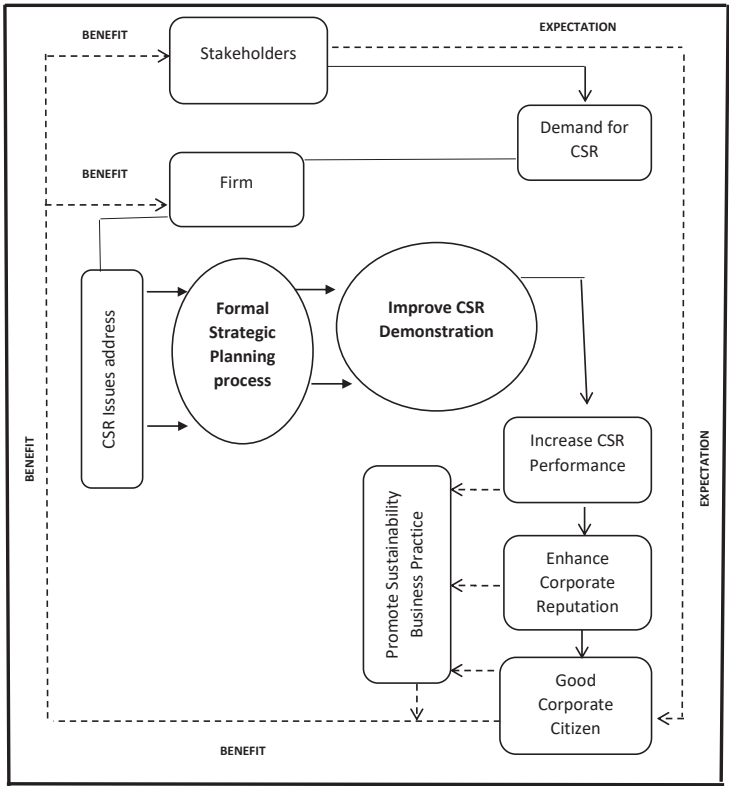 BENEFIT
EXPECTATION
Stakeholders
Demand for
CSR
BENEFIT
Firm
CSR Issues address
Formal
Strategic
Planning
process
Improve CSR
Demonstration
Increase CSR
Performance
BENEFIT
EXPECTATION
Promote Sustainability
Business Practice
Enhance
Corporate
Reputation
Good
Corporate
Citizen
BENEFIT